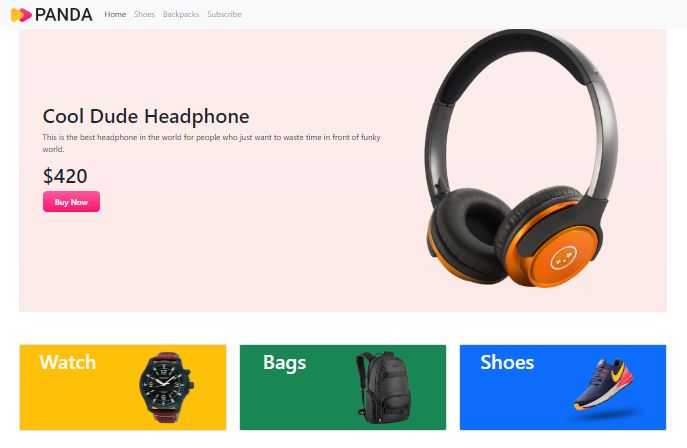 PANDA
Home Shoes Backpacks Subscribe
Cool Dude Headphone
This is the best headphone in the world for people who just want to waste time in front of funky
world.
$420
Buy Now
Watch
Bags
Shoes